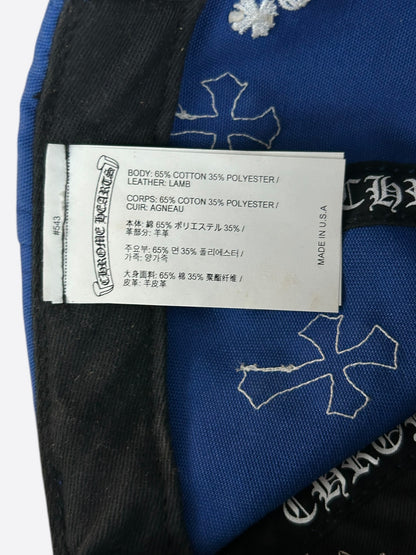 BODY: 65% COTTON 35% POLYESTER /
LEATHER: LAMB
CORPS: 65% COTON 35% POLYESTER /
CUIR: AGNEAU
本体: 綿 65% ポリエステル 35% /
革部分: 羊革
주요부: 65% 면 35% 폴리에스터 /
가죽: 양가죽
大身面料: 65% 棉 35% 聚酯纤维 /
皮革: 羊皮革
CHROME HEARTS
#543
MADE IN U.S.A
CHR
CHRO